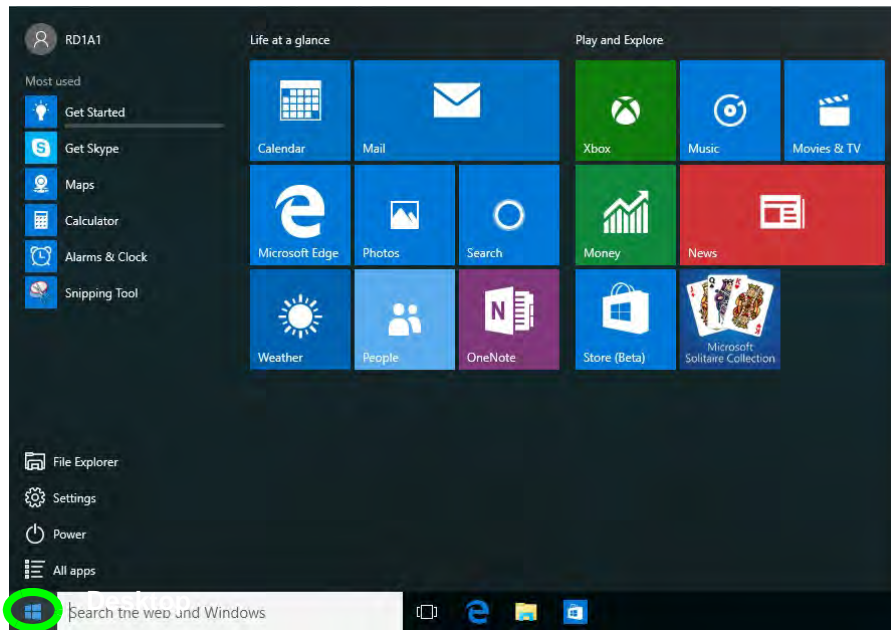 RD1A1
Most used
Get Started
Get Skype
Maps
Calculator
Alarms & Clock
Snipping Tool
File Explorer
Settings
Power
All apps
Life at a glance
Calendar
Mail
Microsoft Edge
Photos
Search
Weather
People
OneNote
N
Play and Explore
Xbox
Music
Movies & TV
Money
News
Store (Beta)
Microsoft
Solitaire Collection
Desktop
Search the web and Windows